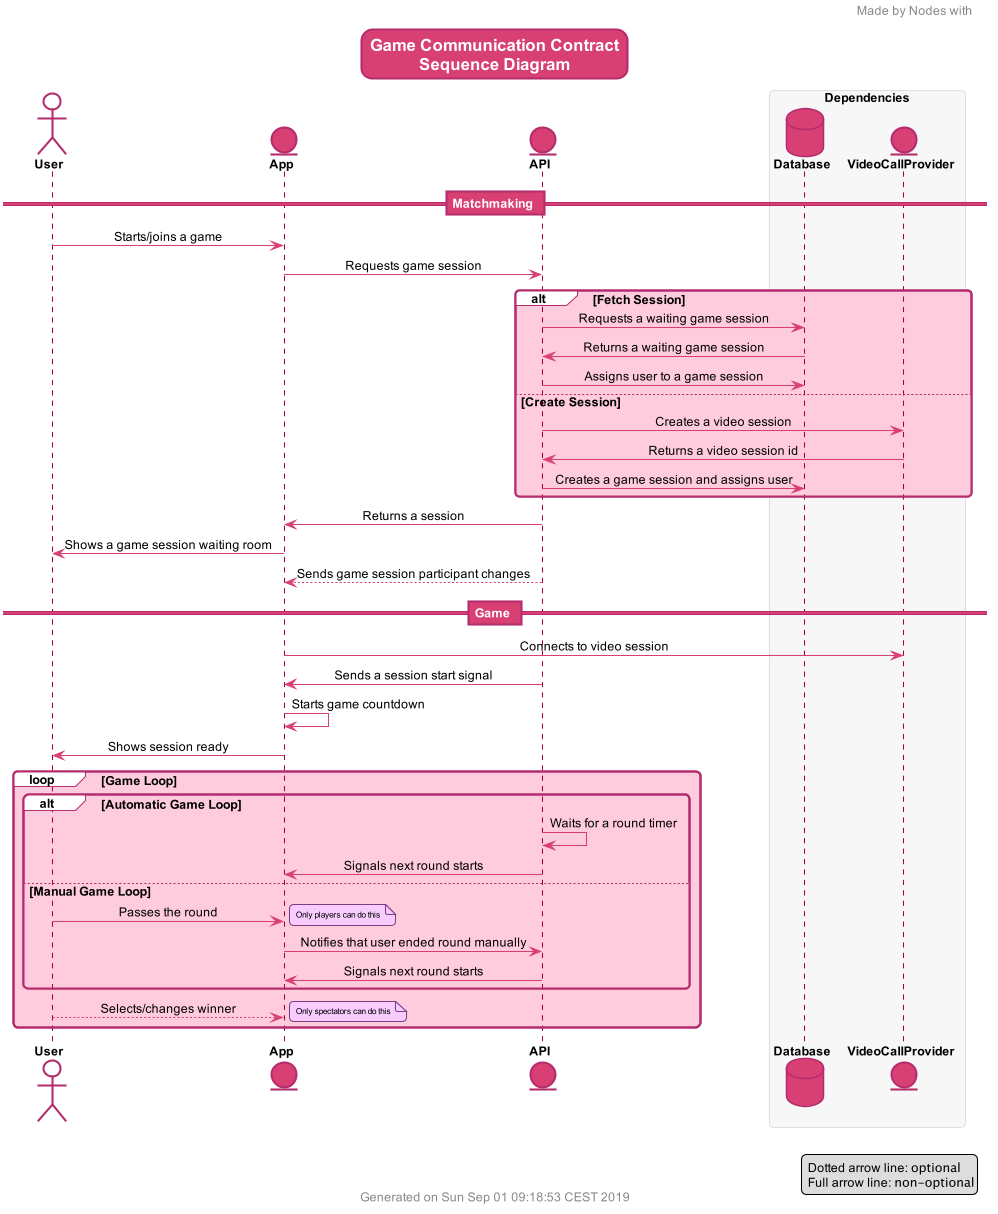 Made by Nodes with
Game Communication Contract
Sequence Diagram
Dependencies
User
App
API
Database
VideoCallProvider
Matchmaking
Starts/joins a game
Requests game session
alt
[Fetch Session]
Requests a waiting game session
Returns a waiting game session
Assigns user to a game session
[Create Session]
Creates a video session
Returns a video session id
Creates a game session and assigns user
Returns a session
Shows a game session waiting room
Sends game session participant changes
Game
Connects to video session
Sends a session start signal
Starts game countdown
Shows session ready
loop
[Game Loop]
alt
[Automatic Game Loop]
Waits for a round timer
Signals next round starts
[Manual Game Loop]
Passes the round
Only players can do this
Notifies that user ended round manually
Signals next round starts
Selects/changes winner
Only spectators can do this
User
App
API
Database
VideoCallProvider
Dotted arrow line: optional
Full arrow line: non-optional
Generated on Sun Sep 01 09:18:53 CEST 2019